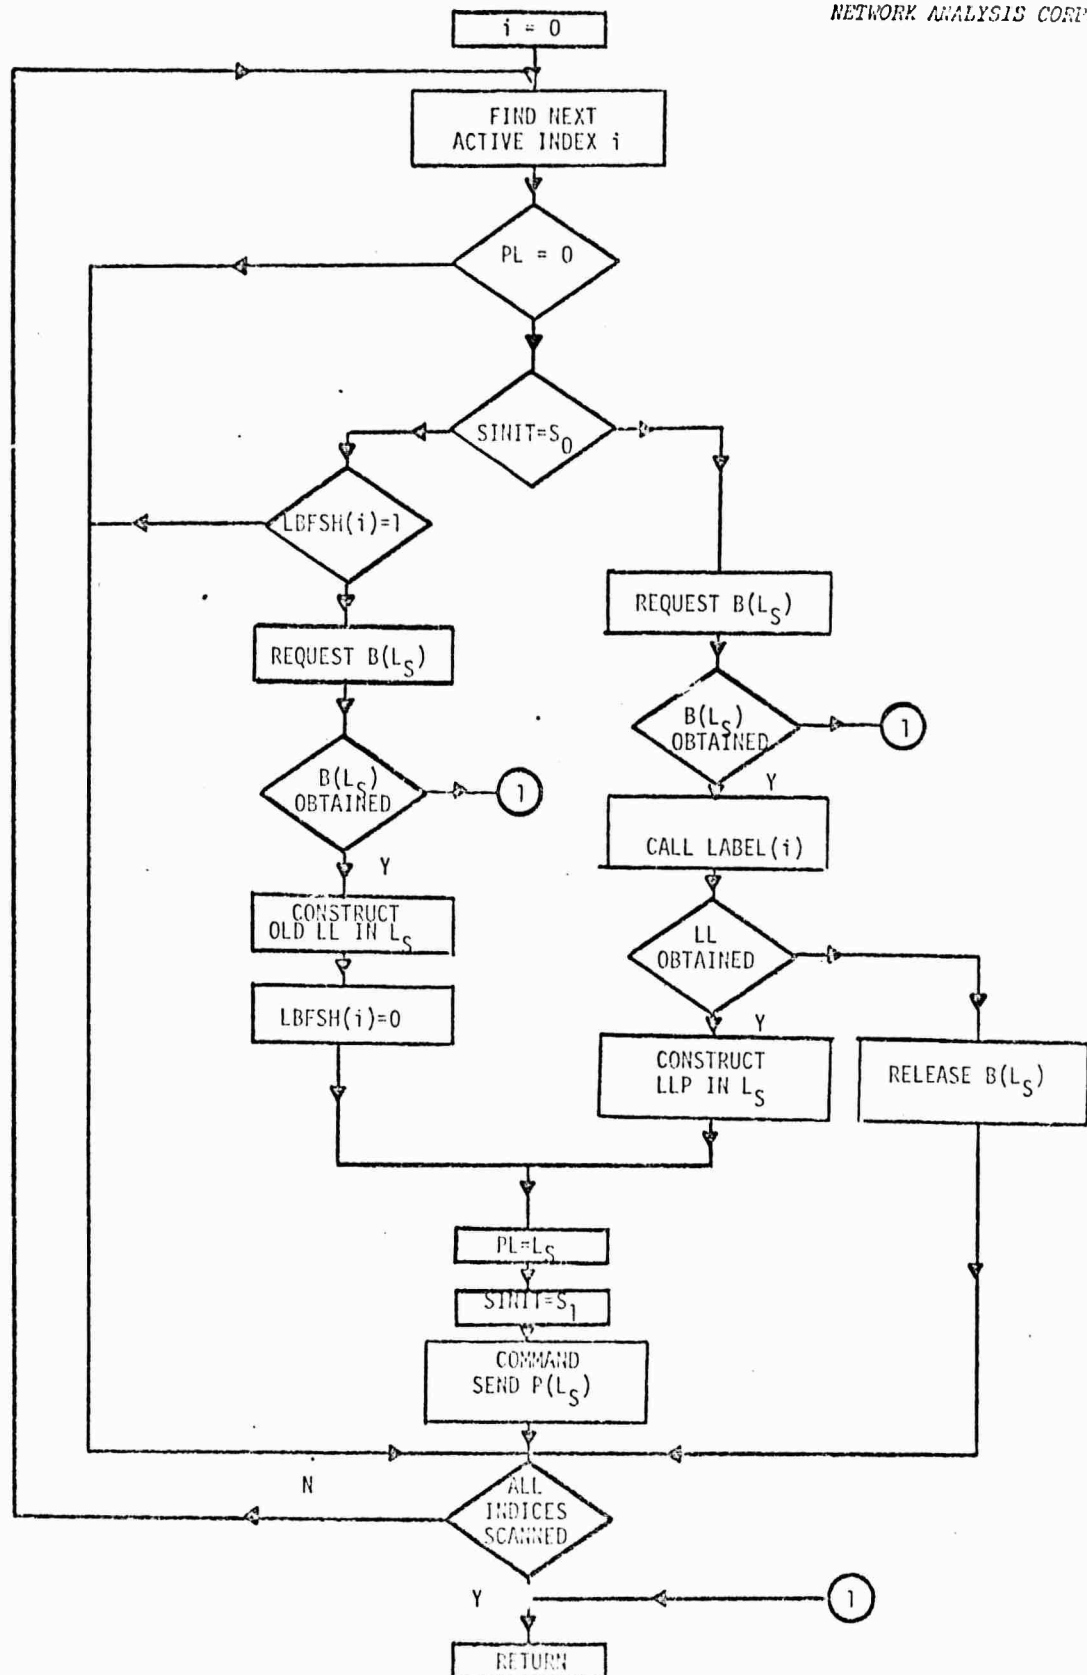 NETWORK ANALYSIS CORP
i = 0
FIND NEXT
ACTIVE INDEX i
PL = 0
SINIT=S0
LBFSH(i)=1
REQUEST B(LS)
REQUEST B(LS)
B(LS)
OBTAINED
1
B(LS)
OBTAINED
1
Y
CALL LABEL(i)
Y
CONSTRUCT
OLD LL IN LS
LL
OBTAINED
LBFSH(i)=0
Y
CONSTRUCT
LLP IN LS
RELEASE B(LS)
PL=LS
SINIT=S1
COMMAND
SEND P(LS)
N
ALL
INDICES
SCANNED
Y
1
RETURN